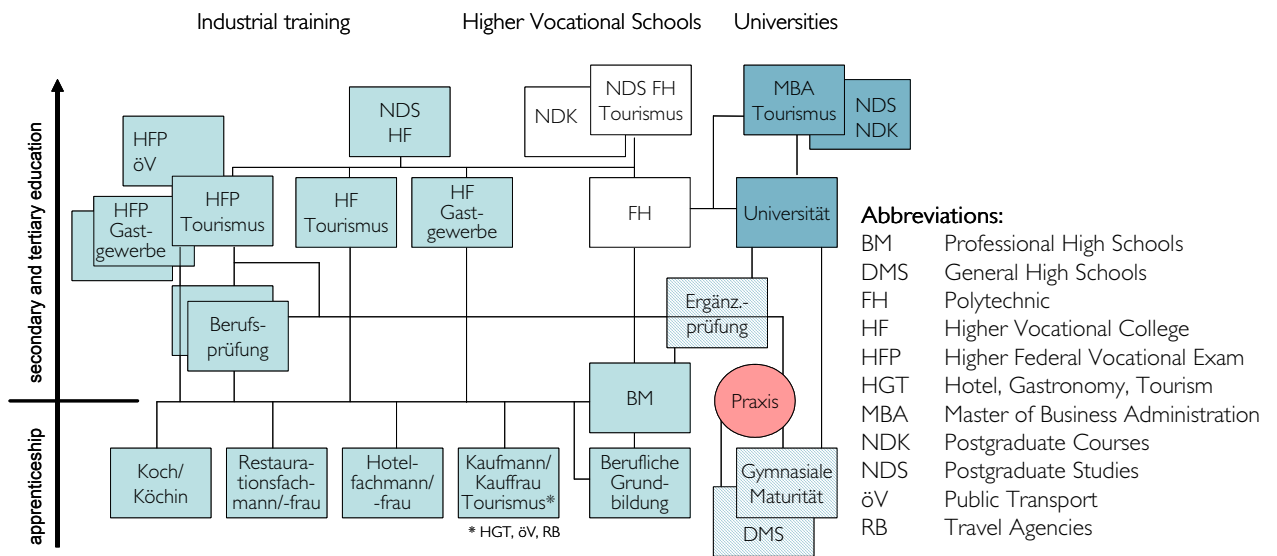 Industrial training
Higher Vocational Schools
Universities
secondary and tertiary education
apprenticeship
NDS
HF
NDK
NDS FH
Tourismus
MBA
Tourismus
NDS
NDK
HFP
öV
HFP
Gast-
gewerbe
HFP
Tourismus
HF
Tourismus
HF
Gast-
gewerbe
FH
Universität
Berufs-
prüfung
Ergänz.-
prüfung
BM
Praxis
Koch/
Köchin
Restaura-
tionsfach-
mann/-frau
Hotel-
fachmann/
-frau
Kaufmann/
Kauffrau
Tourismus*
* HGT, öV, RB
Berufliche
Grund-
bildung
Gymnasiale
Maturität
DMS
Abbreviations:
BM Professional High Schools
DMS General High Schools
FH Polytechnic
HF Higher Vocational College
HFP Higher Federal Vocational Exam
HGT Hotel, Gastronomy, Tourism
MBA Master of Business Administration
NDK Postgraduate Courses
NDS Postgraduate Studies
öV Public Transport
RB Travel Agencies